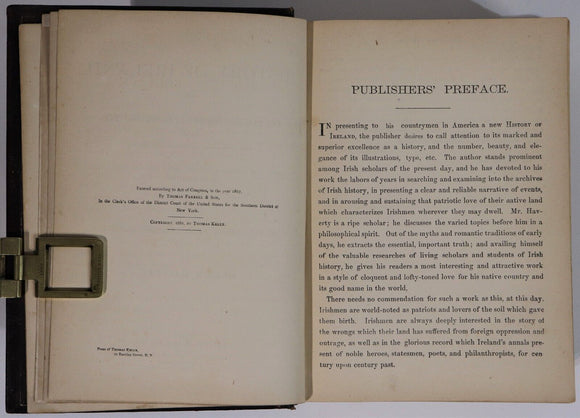 Entered according to Act of Congress, in the year 1867,
By THOMAS FARRELL & SON,
In the Clerk's Office of the District Court of the United States for the Southern District of
New York.
COPYRIGHT, 1881, BY THOMAS KELLY.
Press of THOMAS KELLY,
Barclay Street, N. Y.
PUBLISHERS' PREFACE.
IN presenting to his countrymen in America a new HISTORY OF
IRELAND, the publisher desires to call attention to its marked and
superior excellence as a history, and the number, beauty, and ele-
gance of its illustrations, type, etc. The author stands prominent
among Irish scholars of the present day, and he has devoted to his
work the labors of years in searching and examining into the archives
of Irish history, in presenting a clear and reliable narrative of events,
and in arousing and sustaining that patriotic love of their native land
which characterizes Irishmen wherever they may dwell. Mr. Hav-
erty is a ripe scholar; he discusses the varied topics before him in a
philosophical spirit. Out of the myths and romantic traditions of early
days, he extracts the essential, important truth; and availing himself
of the valuable researches of living scholars and students of Irish
history, he gives his readers a most interesting and attractive work
in a style of eloquent and lofty-toned love for his native country and
its good name in the world.
There needs no commendation for such a work as this, at this day.
Irishmen are world-noted as patriots and lovers of the soil which gave
them birth. Irishmen are always deeply interested in the story of
the wrongs which their land has suffered from foreign oppression and
outrage, as well as in the glorious record which Ireland's annals pre-
sent of noble heroes, statesmen, poets, and philanthropists, for cen
tury upon century past.